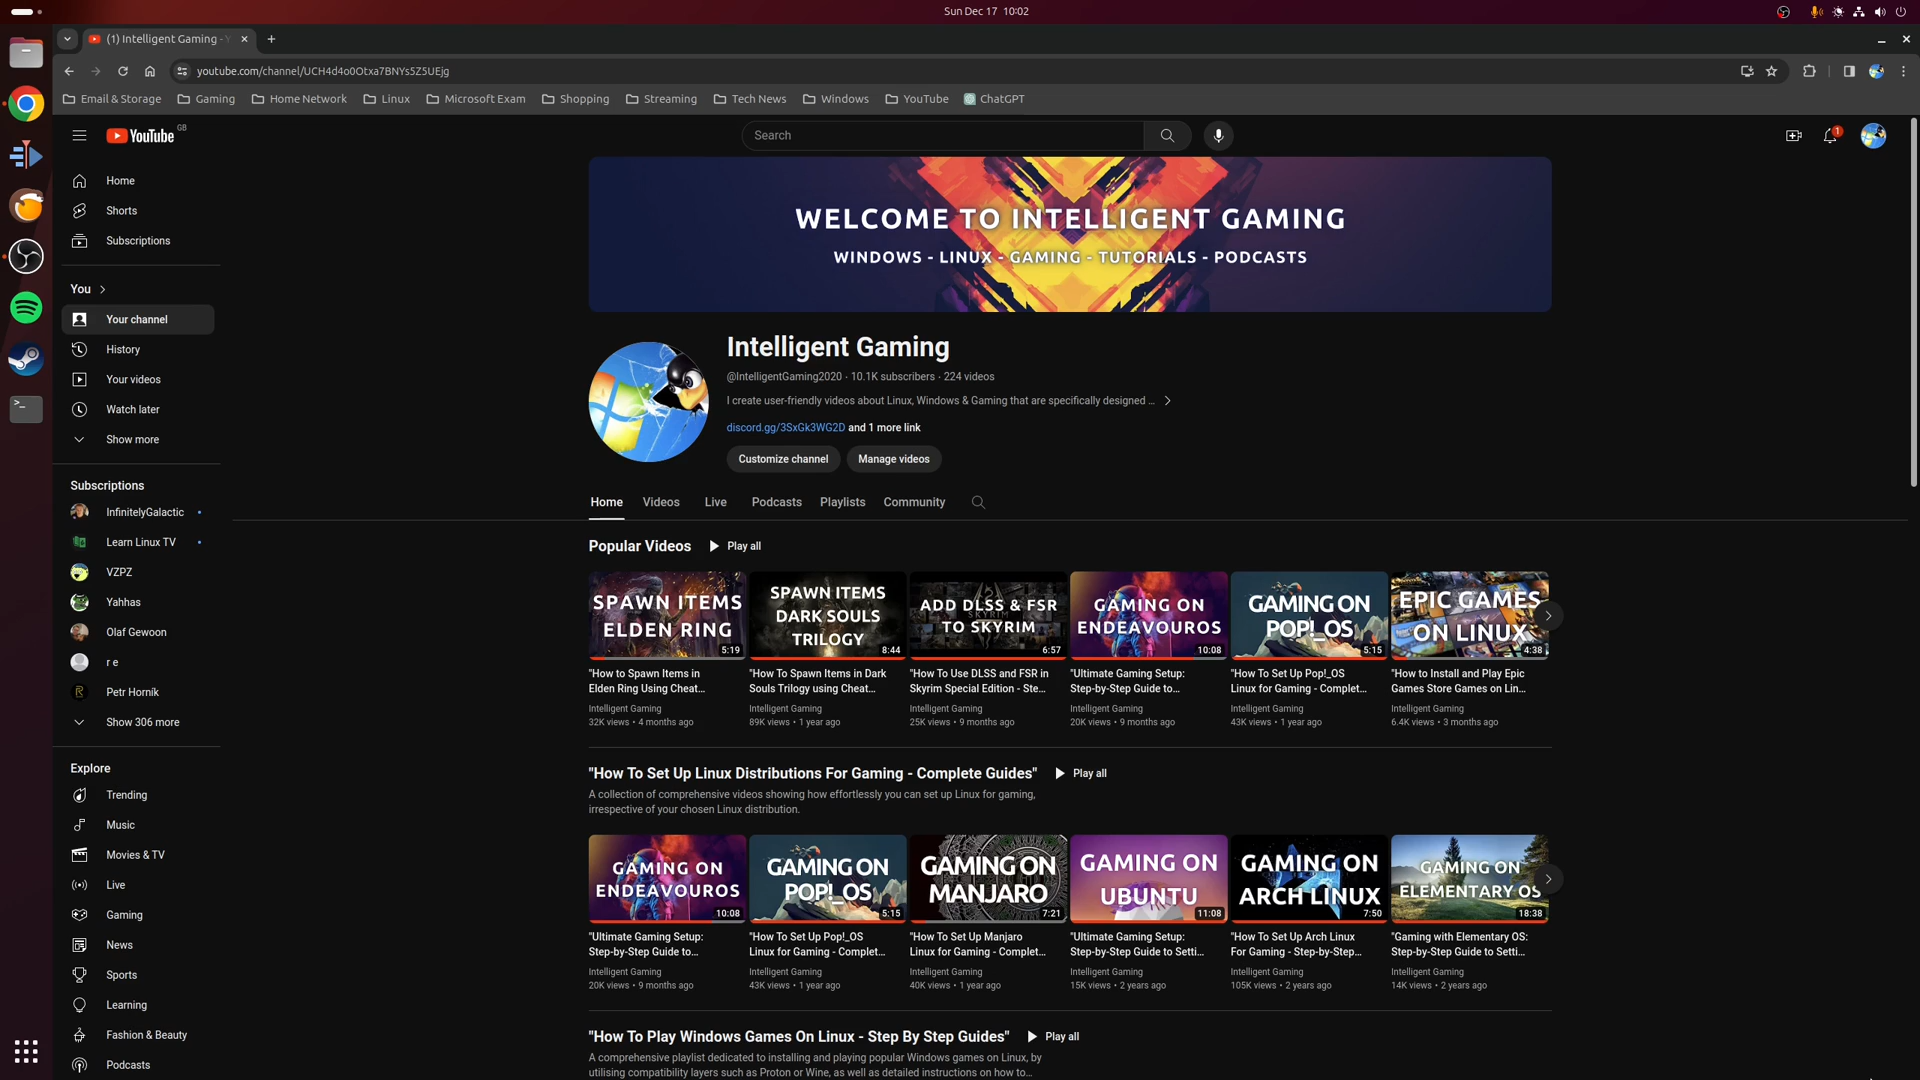 Sun Dec 17 10:02
(1) Intelligent Gaming - Y
youtube.com/channel/UCH4d4o0Otxa7BNYs5Z5UEjg
Email & Storage
Gaming
Home Network
Linux
Microsoft Exam
Shopping
Streaming
Tech News
Windows
YouTube
ChatGPT
YouTube GB
Search
1
Home
Shorts
Subscriptions
You
Your channel
History
Your videos
Watch later
Show more
Subscriptions
InfinitelyGalactic
Learn Linux TV
VZPZ
Yahhas
Olaf Gewoon
r e
Petr Horník
Show 306 more
Explore
Trending
Music
Movies & TV
Live
Gaming
News
Sports
Learning
Fashion & Beauty
Podcasts
WELCOME TO INTELLIGENT GAMING
WINDOWS - LINUX - GAMING - TUTORIALS - PODCASTS
Intelligent Gaming
@IntelligentGaming2020 · 10.1K subscribers · 224 videos
I create user-friendly videos about Linux, Windows & Gaming that are specifically designed ...
discord.gg/3SxGk3WG2D and 1 more link
Customize channel
Manage videos
Home
Videos
Live
Podcasts
Playlists
Community
Popular Videos
Play all
SPAWN ITEMS
ELDEN RING
5:19
"How to Spawn Items in
Elden Ring Using Cheat...
Intelligent Gaming
32K views • 4 months ago
SPAWN ITEMS
DARK SOULS
TRILOGY
8:44
"How To Spawn Items in Dark
Souls Trilogy using Cheat...
Intelligent Gaming
89K views • 1 year ago
ADD DLSS & FSR
TO SKYRIM
6:57
"How To Use DLSS and FSR in
Skyrim Special Edition - Ste...
Intelligent Gaming
25K views • 9 months ago
GAMING ON
ENDEAVOUROS
10:08
"Ultimate Gaming Setup:
Step-by-Step Guide to...
Intelligent Gaming
20K views • 9 months ago
GAMING ON
POP!_OS
5:15
"How To Set Up Pop!_OS
Linux for Gaming - Complet...
Intelligent Gaming
43K views • 1 year ago
EPIC GAMES
ON LINUX
4:38
"How to Install and Play Epic
Games Store Games on Lin...
Intelligent Gaming
6.4K views • 3 months ago
"How To Set Up Linux Distributions For Gaming - Complete Guides"
Play all
A collection of comprehensive videos showing how effortlessly you can set up Linux for gaming,
irrespective of your chosen Linux distribution.
GAMING ON
ENDEAVOUROS
10:08
"Ultimate Gaming Setup:
Step-by-Step Guide to...
Intelligent Gaming
20K views • 9 months ago
GAMING ON
POP!_OS
5:15
"How To Set Up Pop!_OS
Linux for Gaming - Complet...
Intelligent Gaming
43K views • 1 year ago
GAMING ON
MANJARO
7:21
"How To Set Up Manjaro
Linux for Gaming - Complet...
Intelligent Gaming
40K views • 1 year ago
GAMING ON
UBUNTU
11:08
"Ultimate Gaming Setup:
Step-by-Step Guide to Setti...
Intelligent Gaming
15K views • 2 years ago
GAMING ON
ARCH LINUX
7:50
"How To Set Up Arch Linux
For Gaming - Step-by-Step...
Intelligent Gaming
105K views • 2 years ago
GAMING ON
ELEMENTARY OS
18:38
"Gaming with Elementary OS:
Step-by-Step Guide to Setti...
Intelligent Gaming
14K views • 2 years ago
"How To Play Windows Games On Linux - Step By Step Guides"
Play all
A comprehensive playlist dedicated to installing and playing popular Windows games on Linux, by
utilising compatibility layers such as Proton or Wine, as well as detailed instructions on how to...